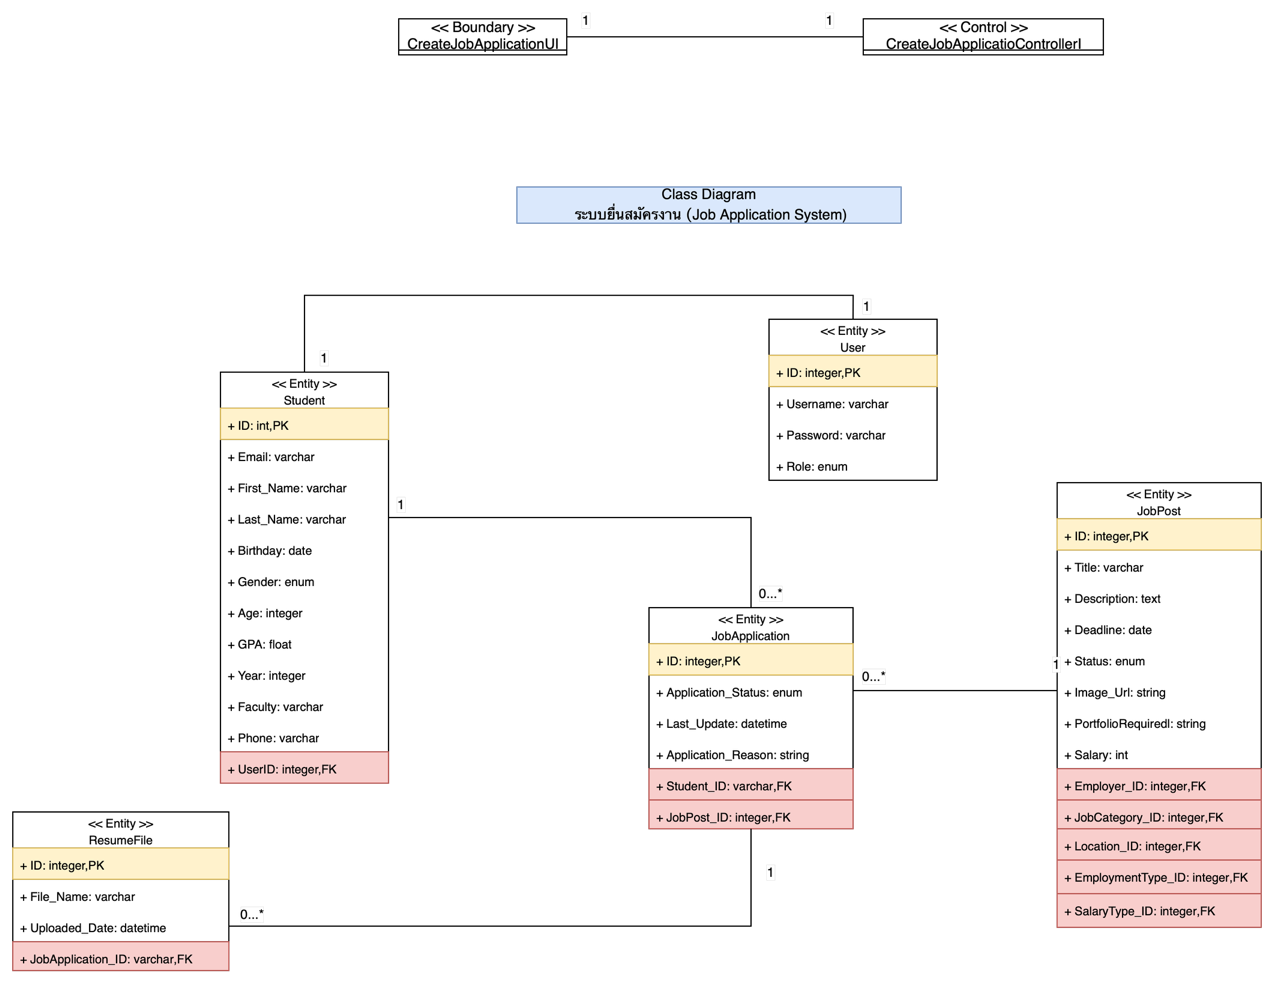 << Boundary >>
CreateJobApplicationUI
1
1
<< Control >>
CreateJobApplicatioControllerI
Class Diagram
ระบบยื่นสมัครงาน (Job Application System)
1
1
<< Entity >>
User
+ ID: integer,PK
+ Username: varchar
+ Password: varchar
+ Role: enum
<< Entity >>
Student
+ ID: int,PK
+ Email: varchar
+ First_Name: varchar
+ Last_Name: varchar
+ Birthday: date
+ Gender: enum
+ Age: integer
+ GPA: float
+ Year: integer
+ Faculty: varchar
+ Phone: varchar
+ UserID: integer,FK
1
0...*
<< Entity >>
JobApplication
+ ID: integer,PK
+ Application_Status: enum
+ Last_Update: datetime
+ Application_Reason: string
+ Student_ID: varchar,FK
+ JobPost_ID: integer,FK
0...*
1
<< Entity >>
JobPost
+ ID: integer,PK
+ Title: varchar
+ Description: text
+ Deadline: date
+ Status: enum
+ Image_Url: string
+ PortfolioRequiredl: string
+ Salary: int
+ Employer_ID: integer,FK
+ JobCategory_ID: integer,FK
+ Location_ID: integer,FK
+ EmploymentType_ID: integer,FK
+ SalaryType_ID: integer,FK
<< Entity >>
ResumeFile
+ ID: integer,PK
+ File_Name: varchar
+ Uploaded_Date: datetime
+ JobApplication_ID: varchar,FK
0...*
1